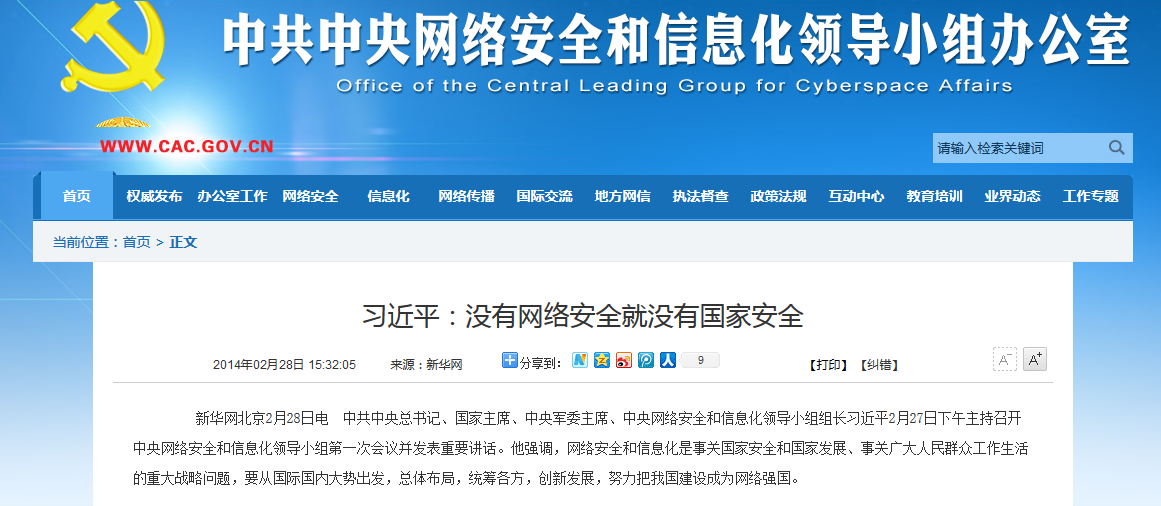 中共中央网络安全和信息化领导小组办公室
Office of the Central Leading Group for Cyberspace Affairs
WWW.CAC.GOV.CN
请输入检索关键词
首页 权威发布 办公室工作 网络安全 信息化 网络传播 国际交流 地方网信 执法督查 政策法规 互动中心 教育培训 业界动态 工作专题
当前位置：首页 > 正文
习近平：没有网络安全就没有国家安全
2014年02月28日 15:32:05 来源：新华网 分享到： 9 【打印】 【纠错】 A- A+
新华网北京2月28日电　中共中央总书记、国家主席、中央军委主席、中央网络安全和信息化领导小组组长习近平2月27日下午主持召开
中央网络安全和信息化领导小组第一次会议并发表重要讲话。他强调，网络安全和信息化是事关国家安全和国家发展、事关广大人民群众工作生活
的重大战略问题，要从国际国内大势出发，总体布局，统筹各方，创新发展，努力把我国建设成为网络强国。